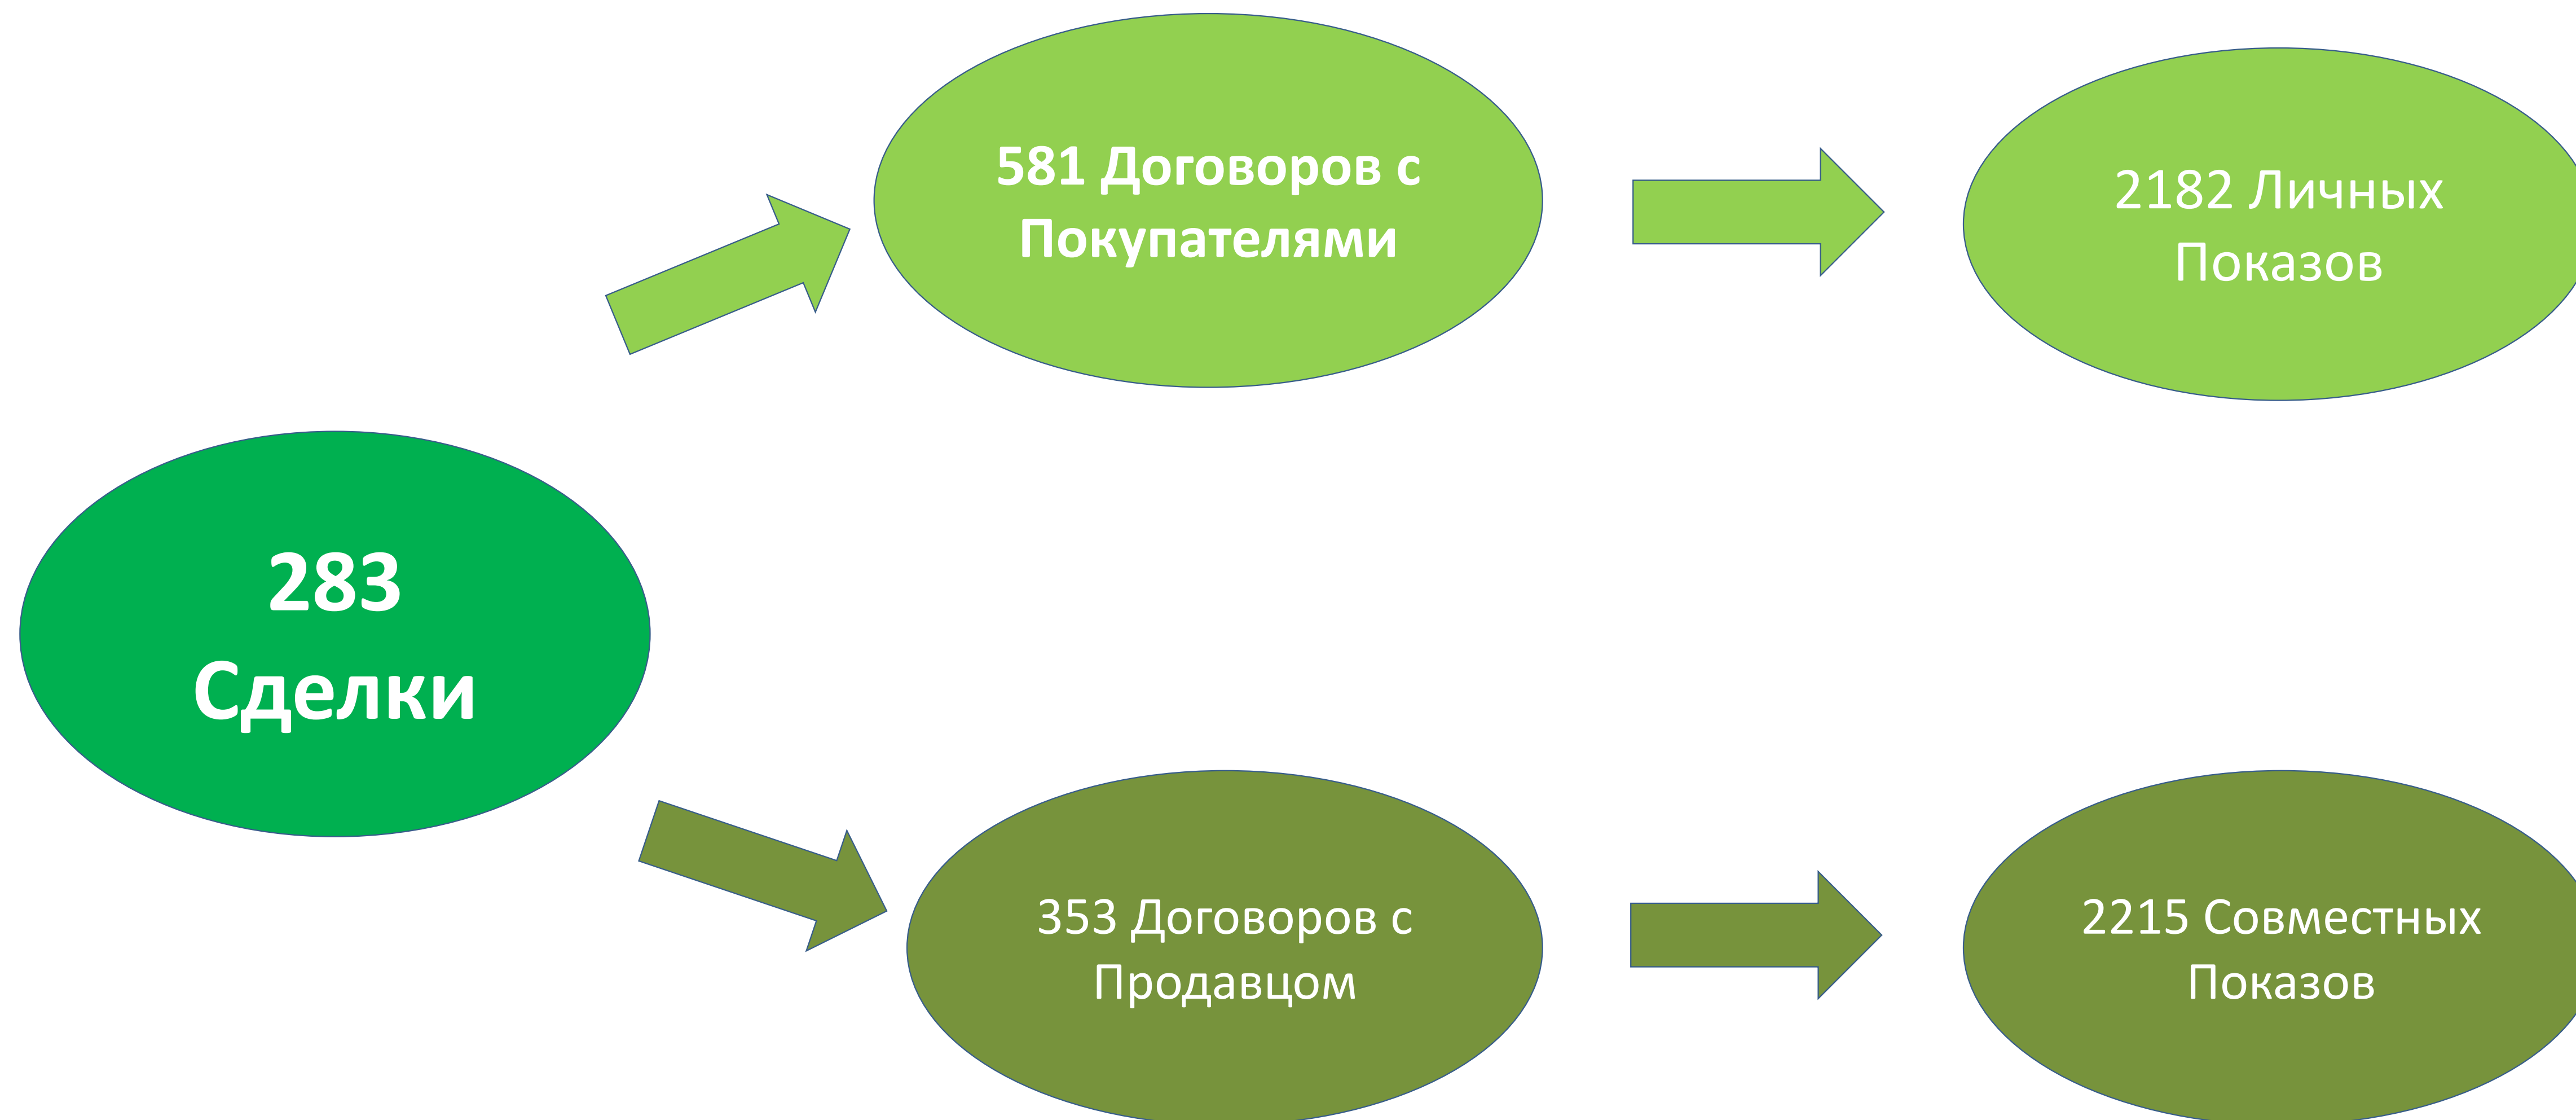 581 Договоров с
Покупателями
2182 Личных
Показов
283
Сделки
353 Договоров с
Продавцом
2215 Совместных
Показов